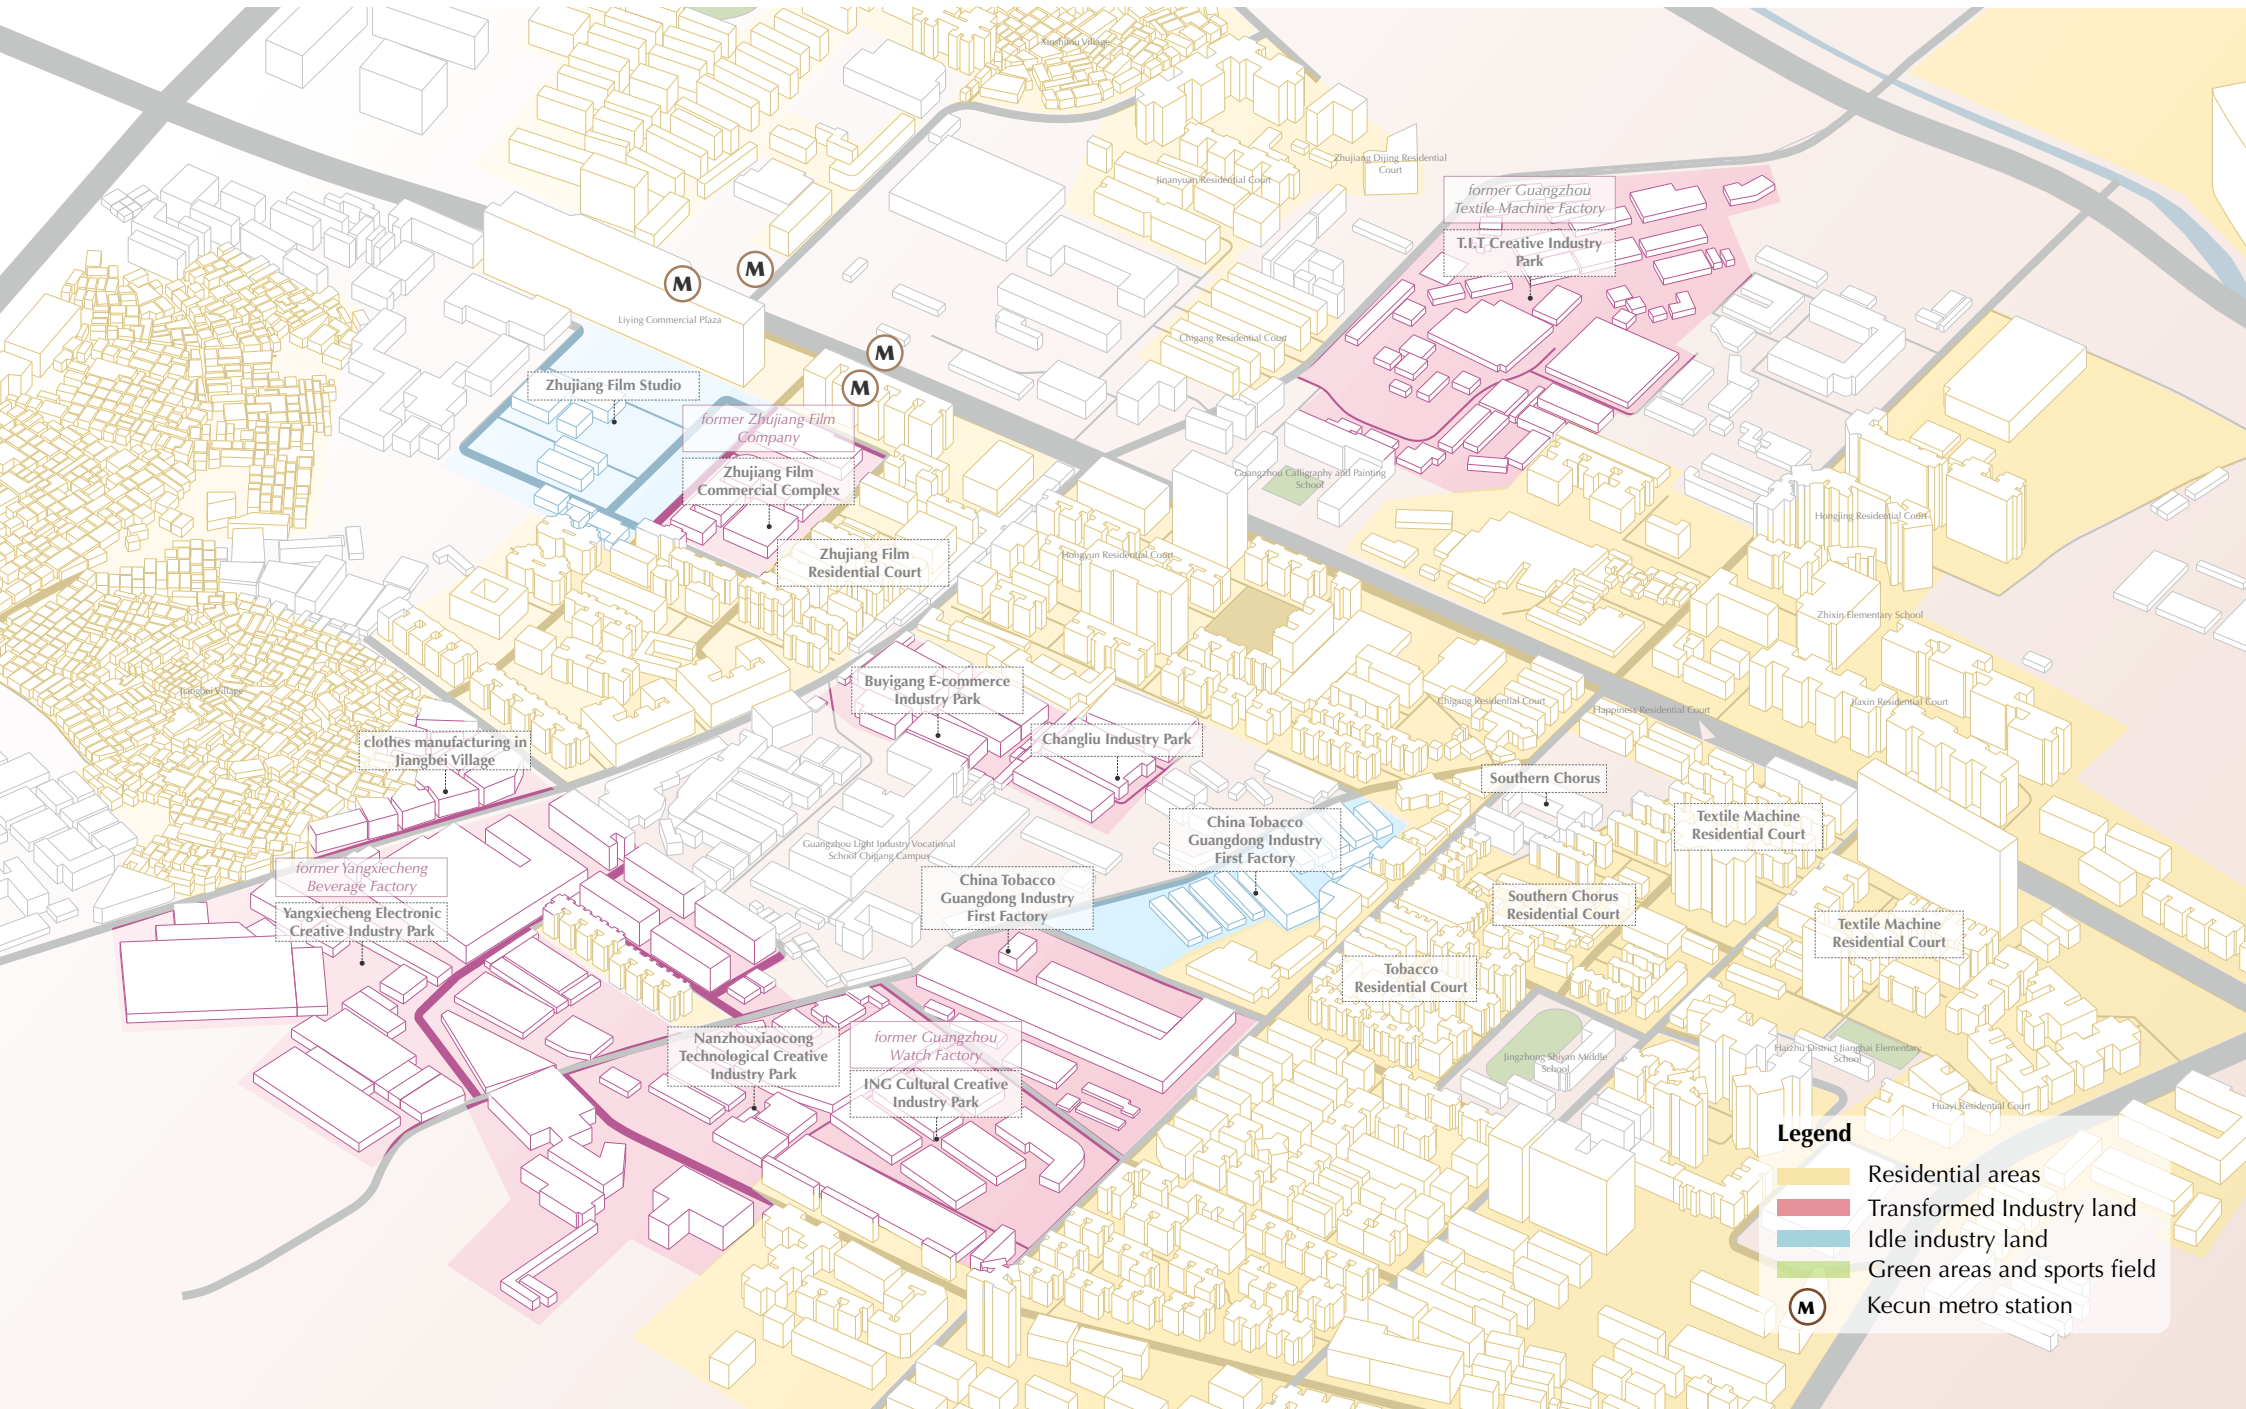 Xinshitou Village
Zhujiang Dijing Residential
Court
Jinanyuan Residential Court
former Guangzhou
Textile Machine Factory
T.I.T Creative Industry
Park
M
M
Liying Commercial Plaza
Chigang Residential Court
M
M
Zhujiang Film Studio
former Zhujiang Film
Company
Zhujiang Film
Commercial Complex
Guangzhou Calligraphy and Painting
School
Hongjing Residential Court
Zhujiang Film
Residential Court
Hongyun Residential Court
Zhixin Elementary School
Jiangbei Village
Buyigang E-commerce
Industry Park
Chigang Residential Court
Happiness Residential Court
Jiaxin Residential Court
clothes manufacturing in
Jiangbei Village
Changliu Industry Park
Southern Chorus
China Tobacco
Guangdong Industry
First Factory
Textile Machine
Residential Court
Guangzhou Light Industry Vocational
School Chigang Campus
former Yangxiecheng
Beverage Factory
Yangxiecheng Electronic
Creative Industry Park
China Tobacco
Guangdong Industry
First Factory
Southern Chorus
Residential Court
Textile Machine
Residential Court
Tobacco
Residential Court
Nanzhouxiaocong
Technological Creative
Industry Park
former Guangzhou
Watch Factory
ING Cultural Creative
Industry Park
Jingzhong Shiyan Middle
School
Haizhu District Jianghai Elementary
School
Huayi Residential Court
Legend
Residential areas
Transformed Industry land
Idle industry land
Green areas and sports field
M
Kecun metro station